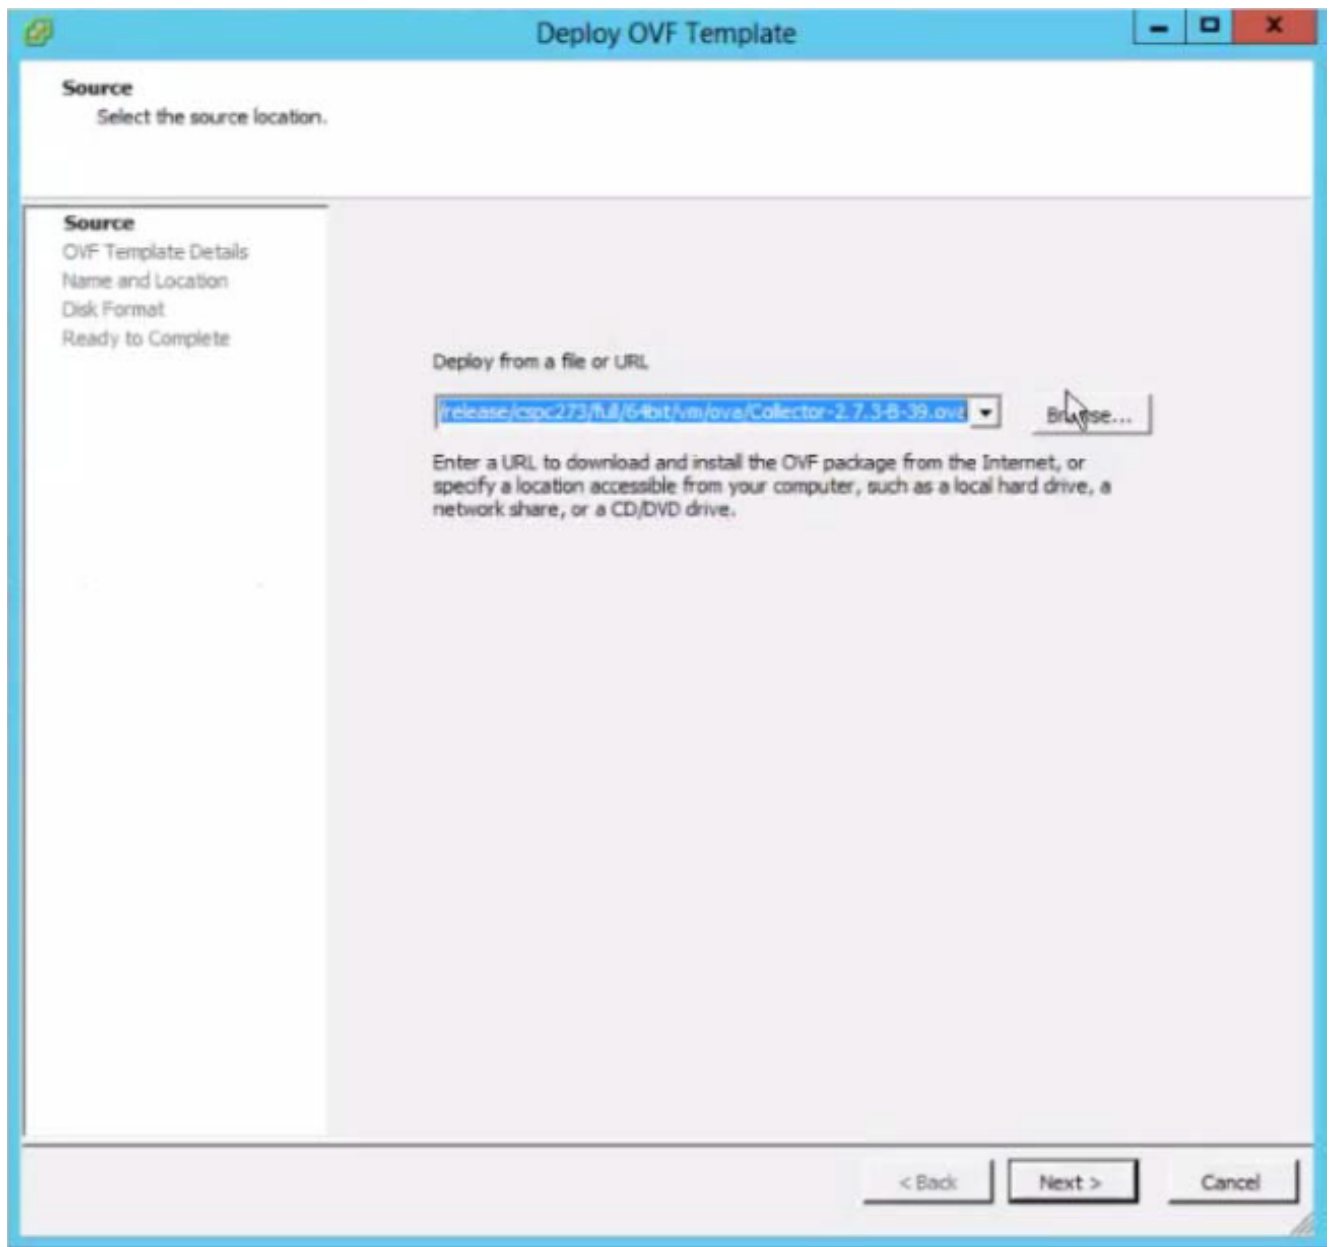 Deploy OVF Template
Source
Select the source location.
Source
OVF Template Details
Name and Location
Disk Format
Ready to Complete
Deploy from a file or URL
/release/cspc273/full/64bit/vm/ova/Collector-2.7.3-B-39.ova
Browse...
Enter a URL to download and install the OVF package from the Internet, or
specify a location accessible from your computer, such as a local hard drive, a
network share, or a CD/DVD drive.
< Back
Next >
Cancel